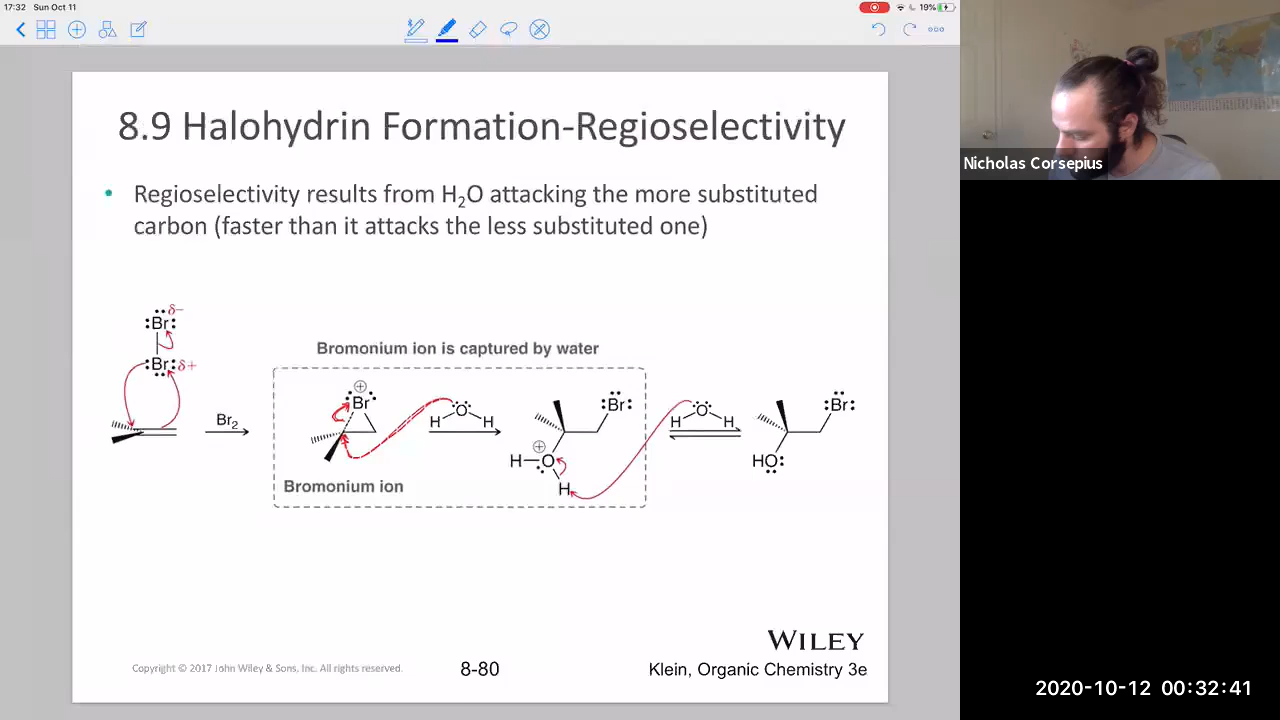 17:32 Sun Oct 11
19%
8.9 Halohydrin Formation-Regioselectivity
• Regioselectivity results from H₂O attacking the more substituted
carbon (faster than it attacks the less substituted one)
Br δ−
Br δ+
Br₂
Bromonium ion is captured by water
Br
H O H
Bromonium ion
Br
H–O
H
H O H
Br
HO
WILEY
Copyright © 2017 John Wiley & Sons, Inc. All rights reserved.
8-80
Klein, Organic Chemistry 3e
Nicholas Corsepius
2020-10-12 00:32:41